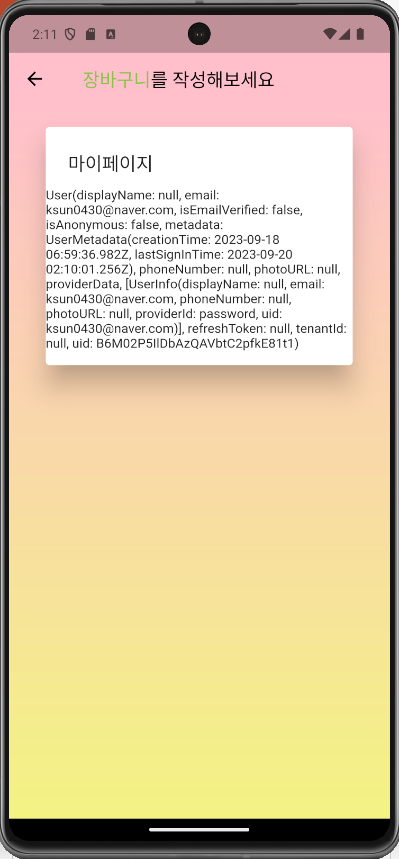 2:11
장바구니를 작성해보세요
마이페이지
User(displayName: null, email:
ksun0430@naver.com, isEmailVerified: false,
isAnonymous: false, metadata:
UserMetadata(creationTime: 2023-09-18
06:59:36.982Z, lastSignInTime: 2023-09-20
02:10:01.256Z), phoneNumber: null, photoURL: null,
providerData, [UserInfo(displayName: null, email:
ksun0430@naver.com, phoneNumber: null,
photoURL: null, providerId: password, uid:
ksun0430@naver.com)], refreshToken: null, tenantId:
null, uid: B6M02P5IlDbAzQAVbtC2pfkE81t1)